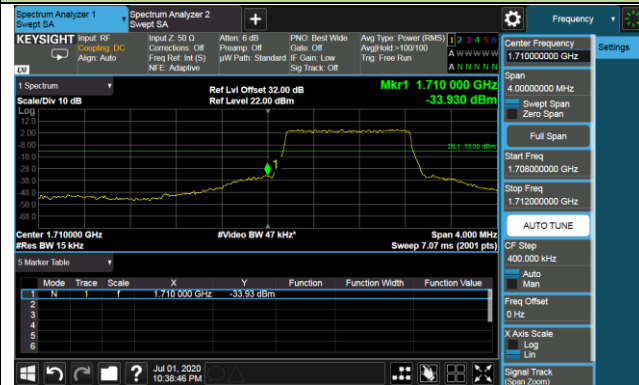 Spectrum Analyzer 1
Swept SA
Spectrum Analyzer 2
Swept SA
+
Frequency
KEYSIGHT
Input: RF
Coupling: DC
Align: Auto
Input Z: 50 Ω
Corrections: Off
Freq Ref: Int (S)
NFE: Adaptive
Atten: 6 dB
Preamp: Off
µW Path: Standard
PNO: Best Wide
Gate: Off
IF Gain: Low
Sig Track: Off
Avg Type: Power (RMS)
Avg|Hold:>100/100
Trig: Free Run
1 2 3 4 5 6
A W W W W W
A N N N N N
LXI
1 Spectrum
Scale/Div 10 dB
Log
Ref Lvl Offset 32.00 dB
Ref Level 22.00 dBm
Mkr1 1.710 000 GHz
-33.930 dBm
12.0
2.00
-8.00
-18.0
-28.0
-38.0
-48.0
-58.0
-68.0
DL1 -13.00 dBm
1
Center 1.710000 GHz
#Res BW 15 kHz
#Video BW 47 kHz*
Span 4.000 MHz
Sweep 7.07 ms (2001 pts)
5 Marker Table
Mode Trace Scale X Y Function Function Width Function Value
1 N 1 f 1.710 000 GHz -33.93 dBm
2
3
4
5
6
Center Frequency
1.710000000 GHz
Settings
Span
4.00000000 MHz
Swept Span
Zero Span
Full Span
Start Freq
1.708000000 GHz
Stop Freq
1.712000000 GHz
AUTO TUNE
CF Step
400.000 kHz
Auto
Man
Freq Offset
0 Hz
X Axis Scale
Log
Lin
Signal Track
(Span Zoom)
?
Jul 01, 2020
10:38:46 PM